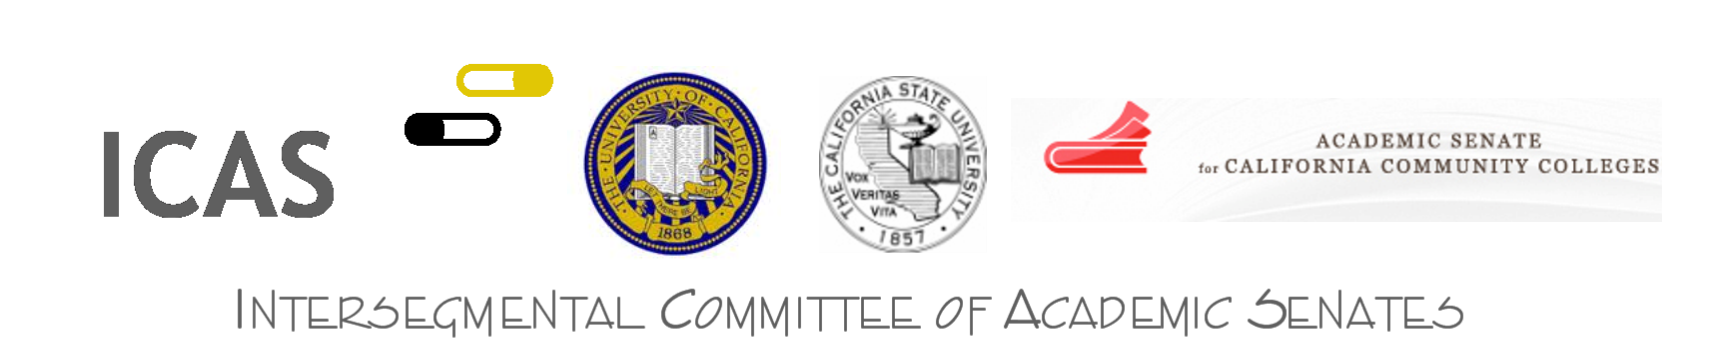 ICAS
THE UNIVERSITY OF CALIFORNIA
LET THERE BE LIGHT
1868
THE CALIFORNIA STATE UNIVERSITY
VOX
VERITAS
VITA
1857
ACADEMIC SENATE
for CALIFORNIA COMMUNITY COLLEGES
INTERSEGMENTAL COMMITTEE OF ACADEMIC SENATES